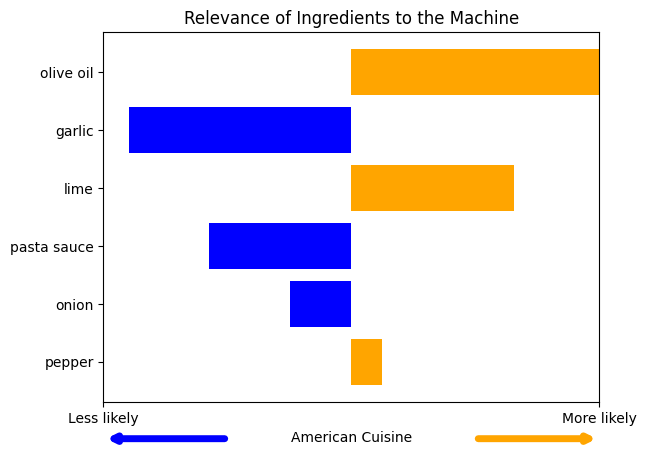 Relevance of Ingredients to the Machine
olive oil
garlic
lime
pasta sauce
onion
pepper
Less likely
More likely
American Cuisine